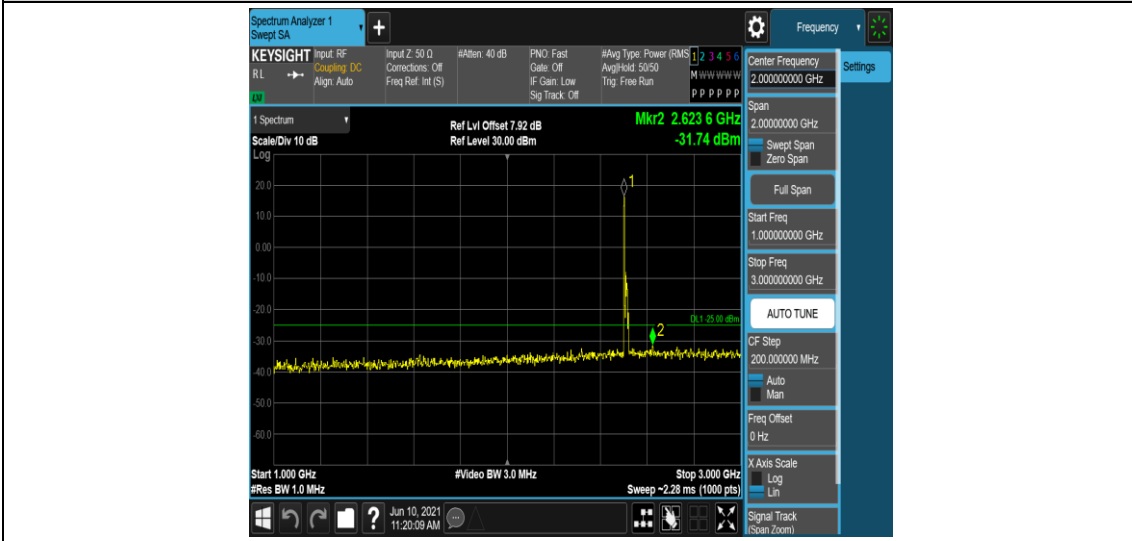 Spectrum Analyzer 1
Swept SA
+
Frequency
KEYSIGHT
RL
LXI
Input: RF
Coupling: DC
Align: Auto
Input Z: 50 Ω
Corrections: Off
Freq Ref: Int (S)
#Atten: 40 dB
PNO: Fast
Gate: Off
IF Gain: Low
Sig Track: Off
#Avg Type: Power (RMS
Avg|Hold: 50/50
Trig: Free Run
1 2 3 4 5 6
M W W W W W
P P P P P P
1 Spectrum
Scale/Div 10 dB
Log
Ref Lvl Offset 7.92 dB
Ref Level 30.00 dBm
Mkr2 2.623 6 GHz
-31.74 dBm
20.0
10.0
0.00
-10.0
-20.0
-30.0
-40.0
-50.0
-60.0
1
DL1 -25.00 dBm
2
Start 1.000 GHz
#Res BW 1.0 MHz
#Video BW 3.0 MHz
Stop 3.000 GHz
Sweep ~2.28 ms (1000 pts)
?
Jun 10, 2021
11:20:09 AM
Center Frequency
2.000000000 GHz
Settings
Span
2.00000000 GHz
Swept Span
Zero Span
Full Span
Start Freq
1.000000000 GHz
Stop Freq
3.000000000 GHz
AUTO TUNE
CF Step
200.000000 MHz
Auto
Man
Freq Offset
0 Hz
X Axis Scale
Log
Lin
Signal Track
(Span Zoom)